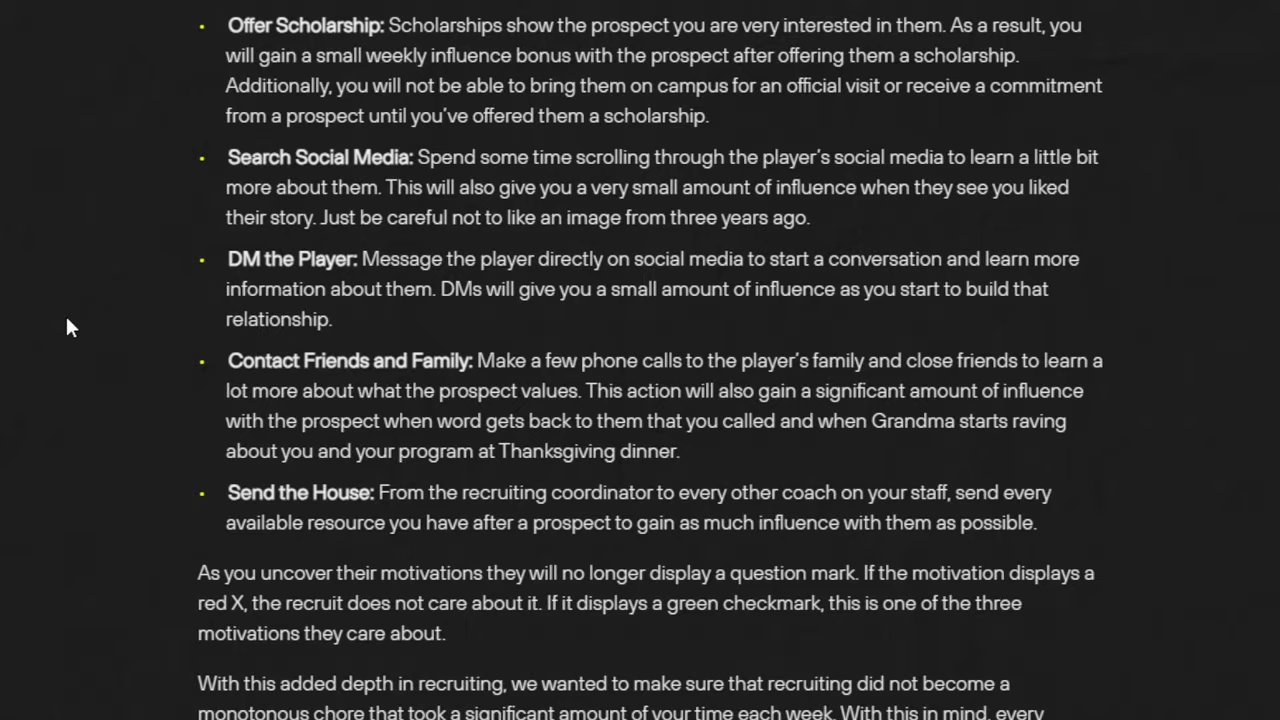 • Offer Scholarship: Scholarships show the prospect you are very interested in them. As a result, you
will gain a small weekly influence bonus with the prospect after offering them a scholarship.
Additionally, you will not be able to bring them on campus for an official visit or receive a commitment
from a prospect until you've offered them a scholarship.
• Search Social Media: Spend some time scrolling through the player's social media to learn a little bit
more about them. This will also give you a very small amount of influence when they see you liked
their story. Just be careful not to like an image from three years ago.
• DM the Player: Message the player directly on social media to start a conversation and learn more
information about them. DMs will give you a small amount of influence as you start to build that
relationship.
• Contact Friends and Family: Make a few phone calls to the player's family and close friends to learn a
lot more about what the prospect values. This action will also gain a significant amount of influence
with the prospect when word gets back to them that you called and when Grandma starts raving
about you and your program at Thanksgiving dinner.
• Send the House: From the recruiting coordinator to every other coach on your staff, send every
available resource you have after a prospect to gain as much influence with them as possible.
As you uncover their motivations they will no longer display a question mark. If the motivation displays a
red X, the recruit does not care about it. If it displays a green checkmark, this is one of the three
motivations they care about.
With this added depth in recruiting, we wanted to make sure that recruiting did not become a
monotonous chore that took a significant amount of your time each week. With this in mind, every